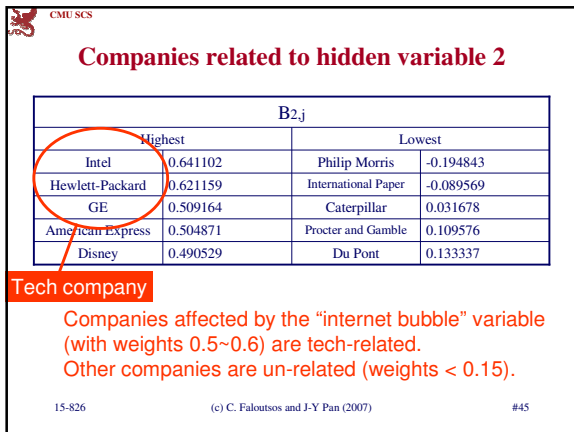 CMU SCS
Companies related to hidden variable 2
B2,j
Highest Lowest
Intel 0.641102 Philip Morris -0.194843
Hewlett-Packard 0.621159 International Paper -0.089569
GE 0.509164 Caterpillar 0.031678
American Express 0.504871 Procter and Gamble 0.109576
Disney 0.490529 Du Pont 0.133337
Tech company
Companies affected by the “internet bubble” variable
(with weights 0.5~0.6) are tech-related.
Other companies are un-related (weights < 0.15).
15-826 (c) C. Faloutsos and J-Y Pan (2007) #45